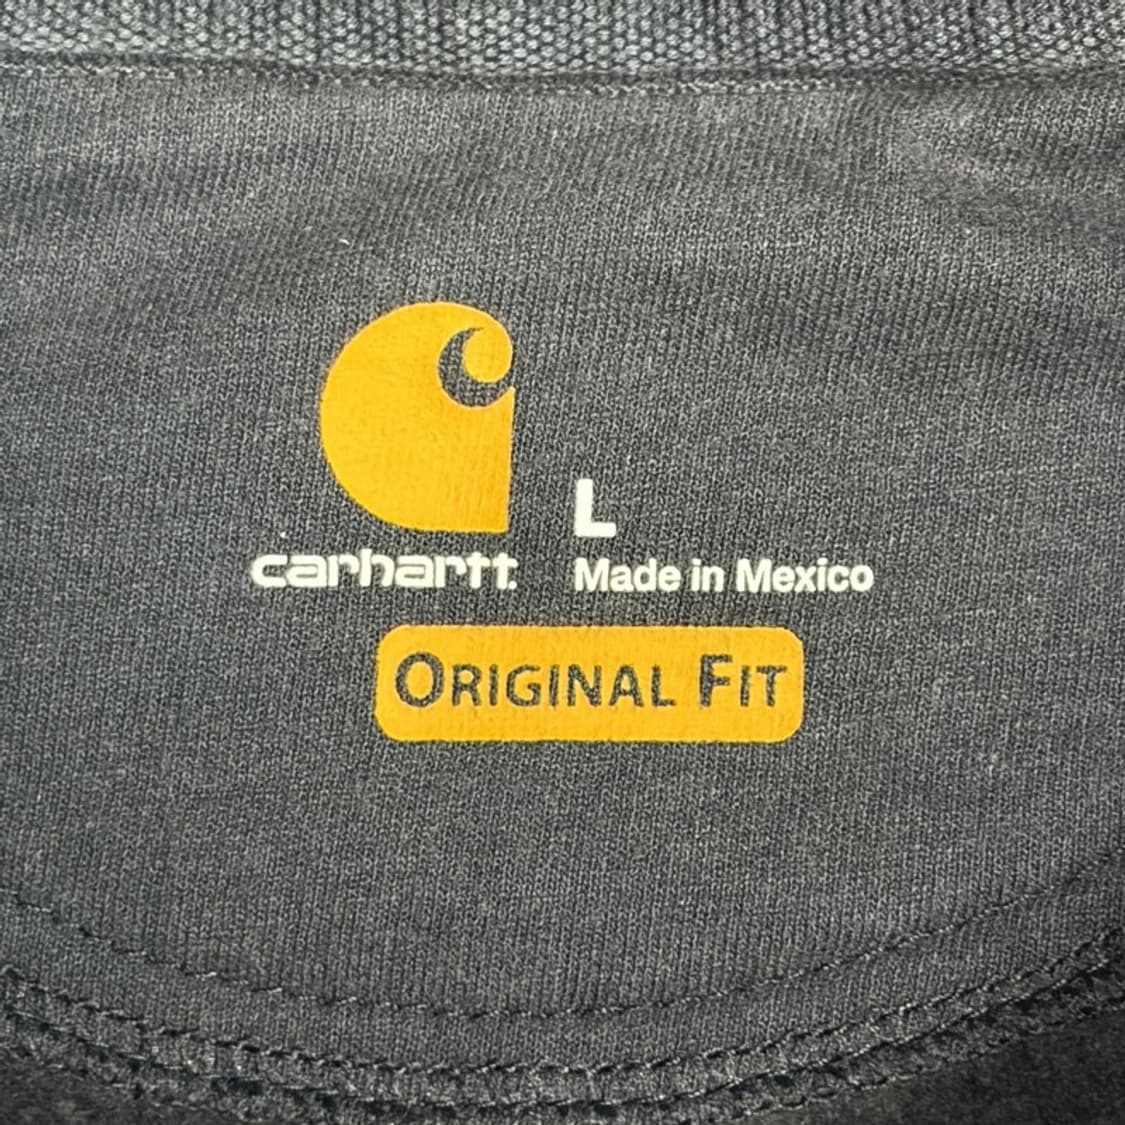 L
carhartt.
Made in Mexico
ORIGINAL FIT